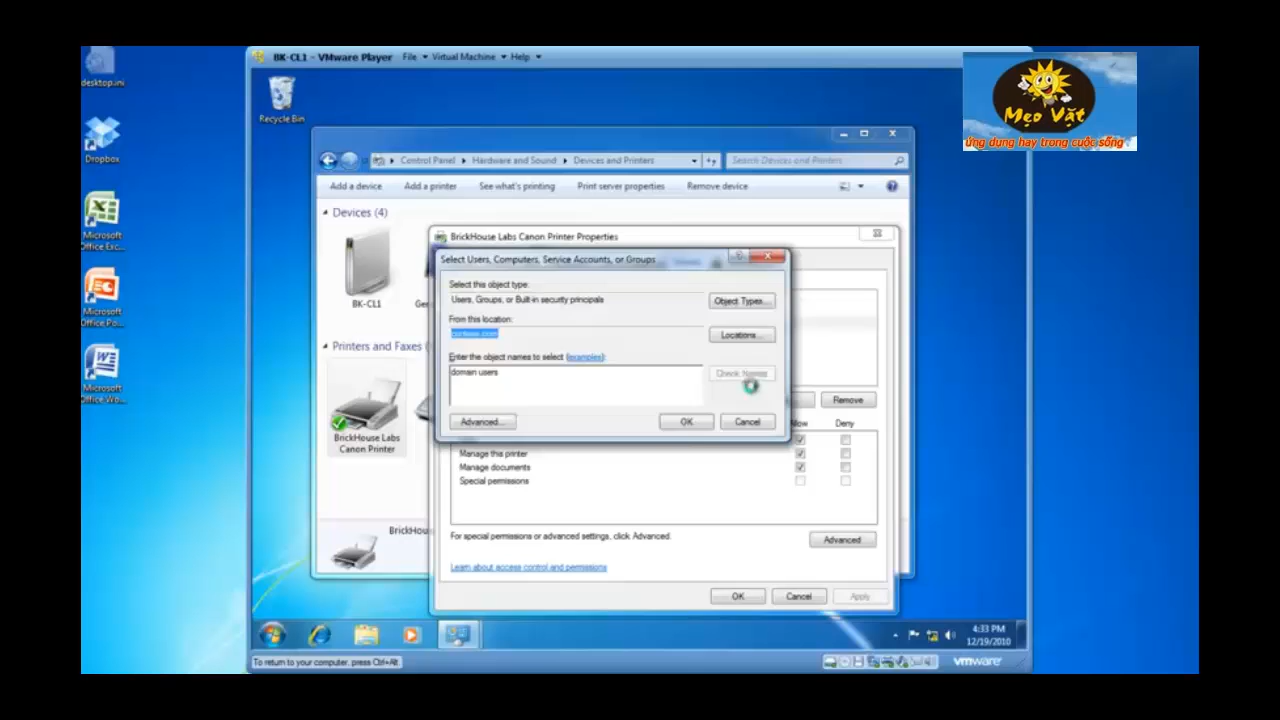 desktop.ini
Dropbox
Microsoft
Office Exc...
Microsoft
Office Po...
Microsoft
Office Wo...
BK-CL1 - VMware Player File Virtual Machine Help
Mẹo Vặt
ứng dụng hay trong cuộc sống
Recycle Bin
Control Panel Hardware and Sound Devices and Printers Search Devices and Printers
Add a device Add a printer See what's printing Print server properties Remove device
Devices (4)
BK-CL1
Ge
Printers and Faxes (
BrickHouse Labs
Canon Printer
BrickHou
BrickHouse Labs Canon Printer Properties
Select Users, Computers, Service Accounts, or Groups
Select this object type:
Users, Groups, or Built-in security principals
Object Types...
From this location:
contoso.com
Locations...
Enter the object names to select (examples):
domain users
Check Names
Advanced...
OK
Cancel
Remove
low Deny
Manage this printer
Manage documents
Special permissions
For special permissions or advanced settings, click Advanced.
Advanced
Learn about access control and permissions
OK
Cancel
Apply
4:33 PM
12/19/2010
To return to your computer, press Ctrl+Alt.
vmware